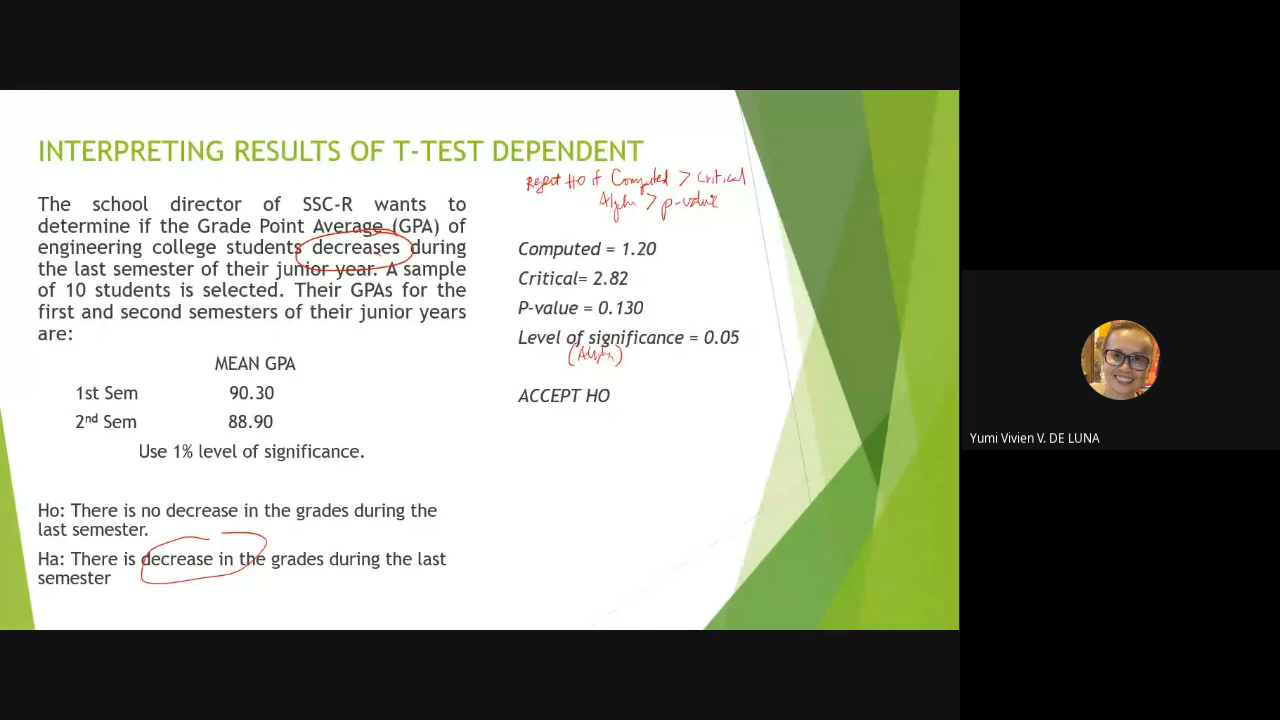 INTERPRETING RESULTS OF T-TEST DEPENDENT
Reject HO if Computed > Critical
Alpha > p-value
The school director of SSC-R wants to
determine if the Grade Point Average (GPA) of
engineering college students decreases during
the last semester of their junior year. A sample
of 10 students is selected. Their GPAs for the
first and second semesters of their junior years
are:
MEAN GPA
1st Sem 90.30
2nd Sem 88.90
Use 1% level of significance.
Ho: There is no decrease in the grades during the
last semester.
Ha: There is decrease in the grades during the last
semester
Computed = 1.20
Critical= 2.82
P-value = 0.130
Level of significance = 0.05
(Alpha)
ACCEPT HO
Yumi Vivien V. DE LUNA